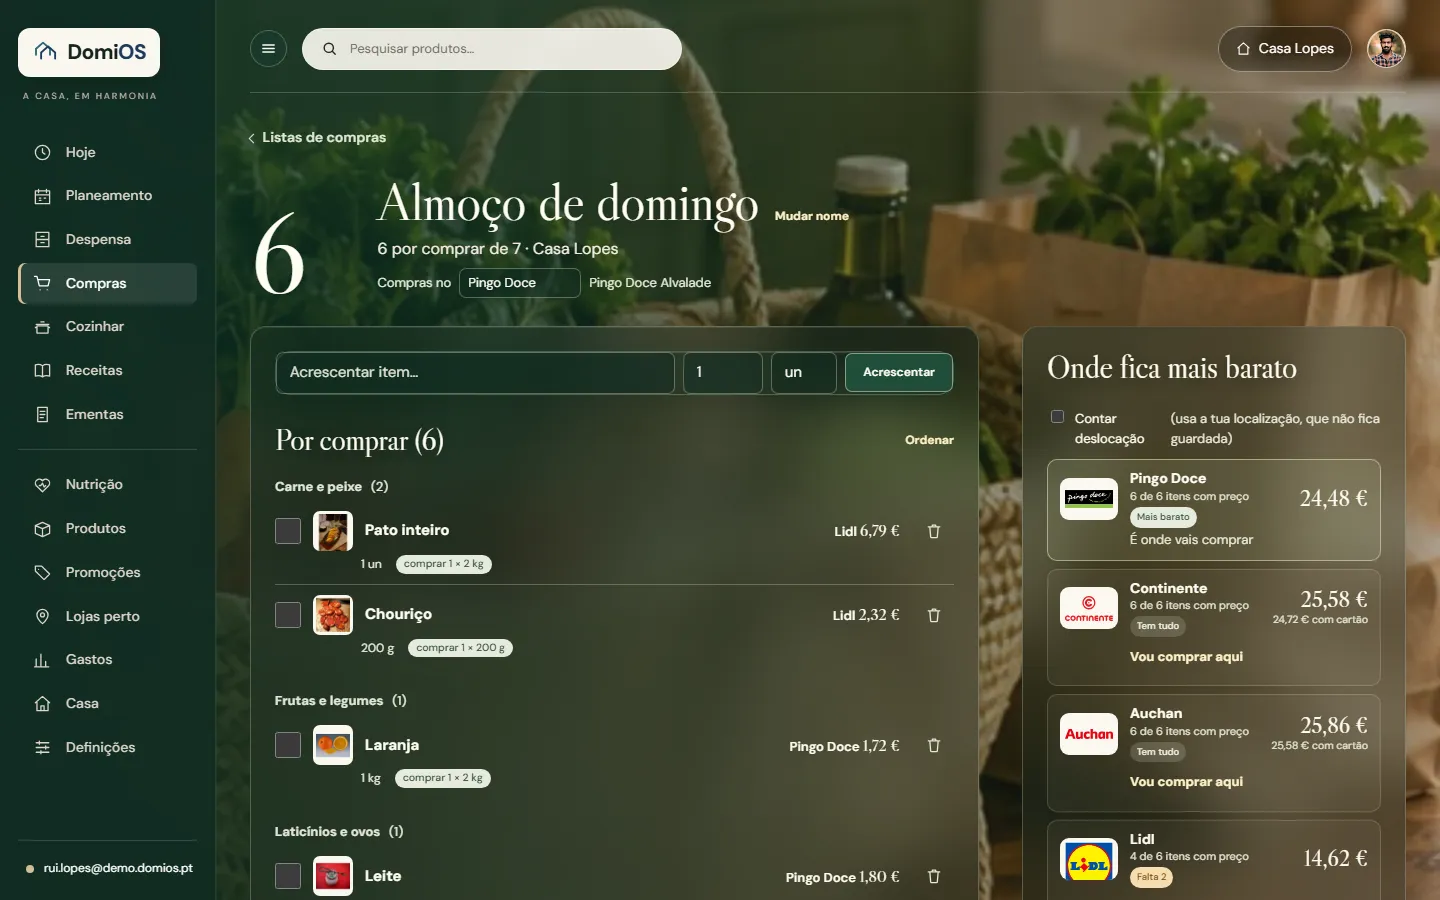 DomiOS
A CASA, EM HARMONIA
Hoje
Planeamento
Despensa
Compras
Cozinhar
Receitas
Ementas
Nutrição
Produtos
Promoções
Lojas perto
Gastos
Casa
Definições
rui.lopes@demo.domios.pt
Pesquisar produtos...
Casa Lopes
Listas de compras
6
Almoço de domingo
Mudar nome
6 por comprar de 7 · Casa Lopes
Compras no
Pingo Doce
Pingo Doce Alvalade
Acrescentar item...
1
un
Acrescentar
Por comprar (6)
Ordenar
Carne e peixe (2)
Pato inteiro
Lidl 6,79 €
1 un
comprar 1 × 2 kg
Chouriço
Lidl 2,32 €
200 g
comprar 1 × 200 g
Frutas e legumes (1)
Laranja
Pingo Doce 1,72 €
1 kg
comprar 1 × 2 kg
Laticínios e ovos (1)
Leite
Pingo Doce 1,80 €
Onde fica mais barato
Contar deslocação
(usa a tua localização, que não fica guardada)
pingo doce
Pingo Doce
6 de 6 itens com preço
Mais barato
É onde vais comprar
24,48 €
CONTINENTE
Continente
6 de 6 itens com preço
Tem tudo
25,58 €
24,72 € com cartão
Vou comprar aqui
Auchan
Auchan
6 de 6 itens com preço
Tem tudo
25,86 €
25,58 € com cartão
Vou comprar aqui
LIDL
Lidl
4 de 6 itens com preço
Falta 2
14,62 €